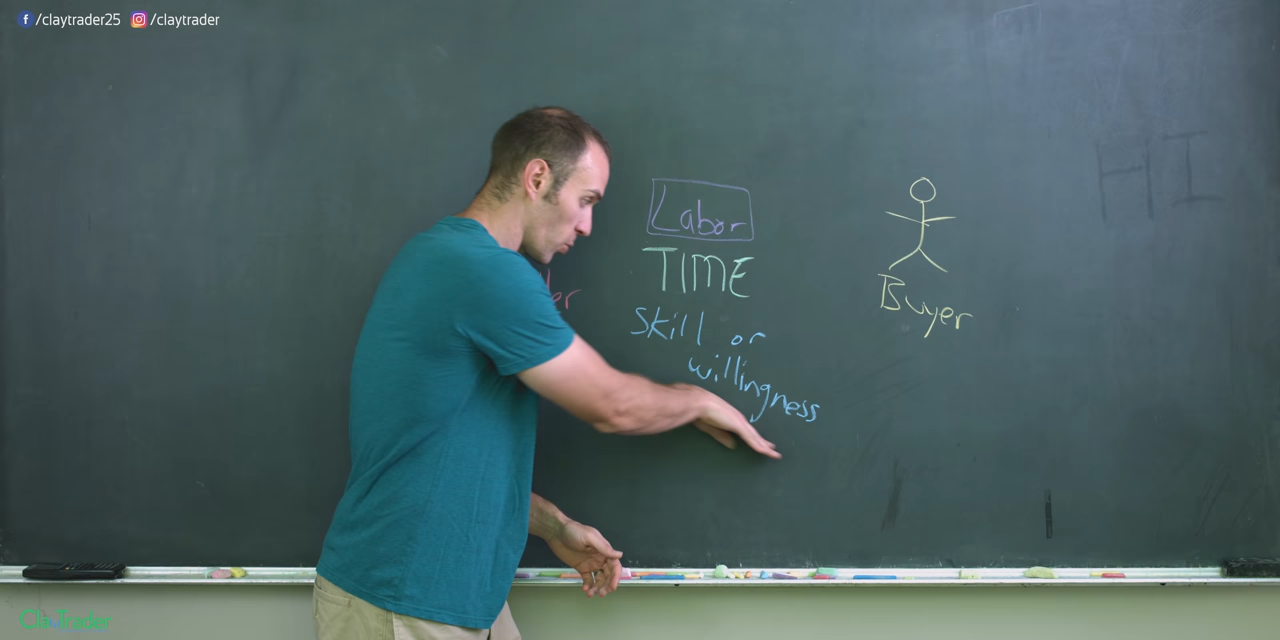 /claytrader25 /claytrader
Labor
TIME
Skill or
willingness
Buyer
HI
ClayTrader